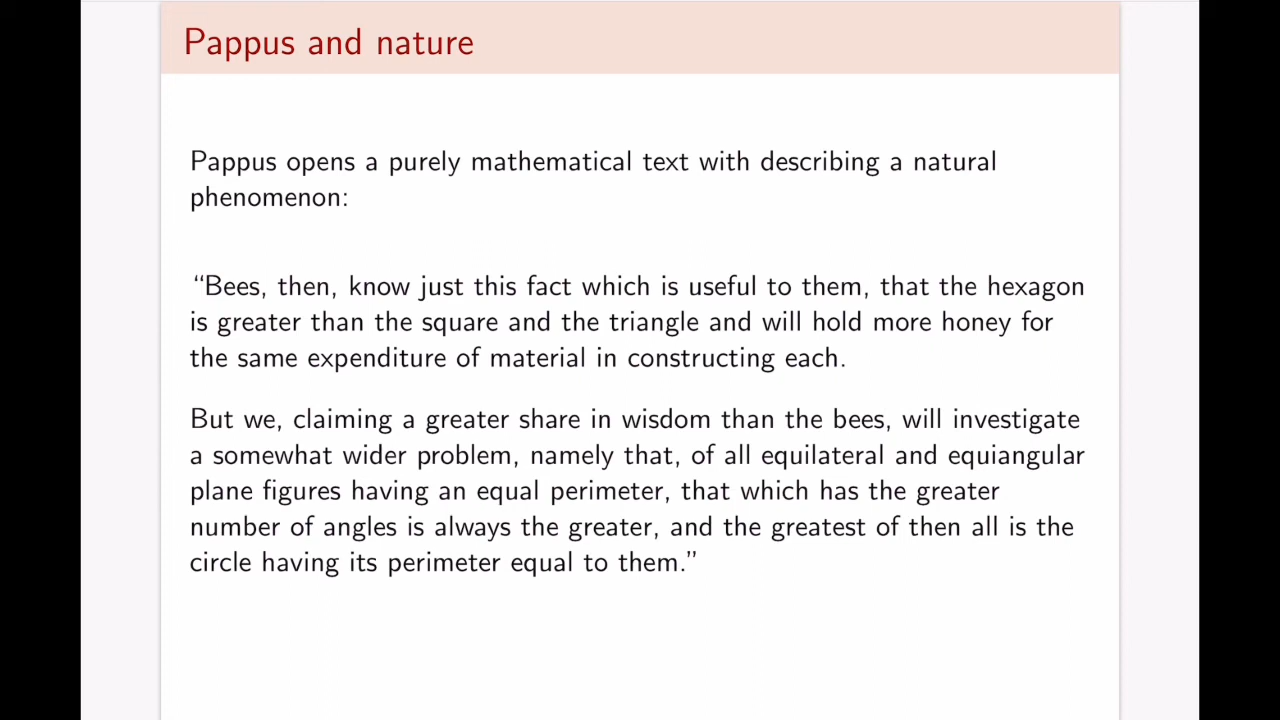 Pappus and nature
Pappus opens a purely mathematical text with describing a natural
phenomenon:
“Bees, then, know just this fact which is useful to them, that the hexagon
is greater than the square and the triangle and will hold more honey for
the same expenditure of material in constructing each.
But we, claiming a greater share in wisdom than the bees, will investigate
a somewhat wider problem, namely that, of all equilateral and equiangular
plane figures having an equal perimeter, that which has the greater
number of angles is always the greater, and the greatest of then all is the
circle having its perimeter equal to them.”